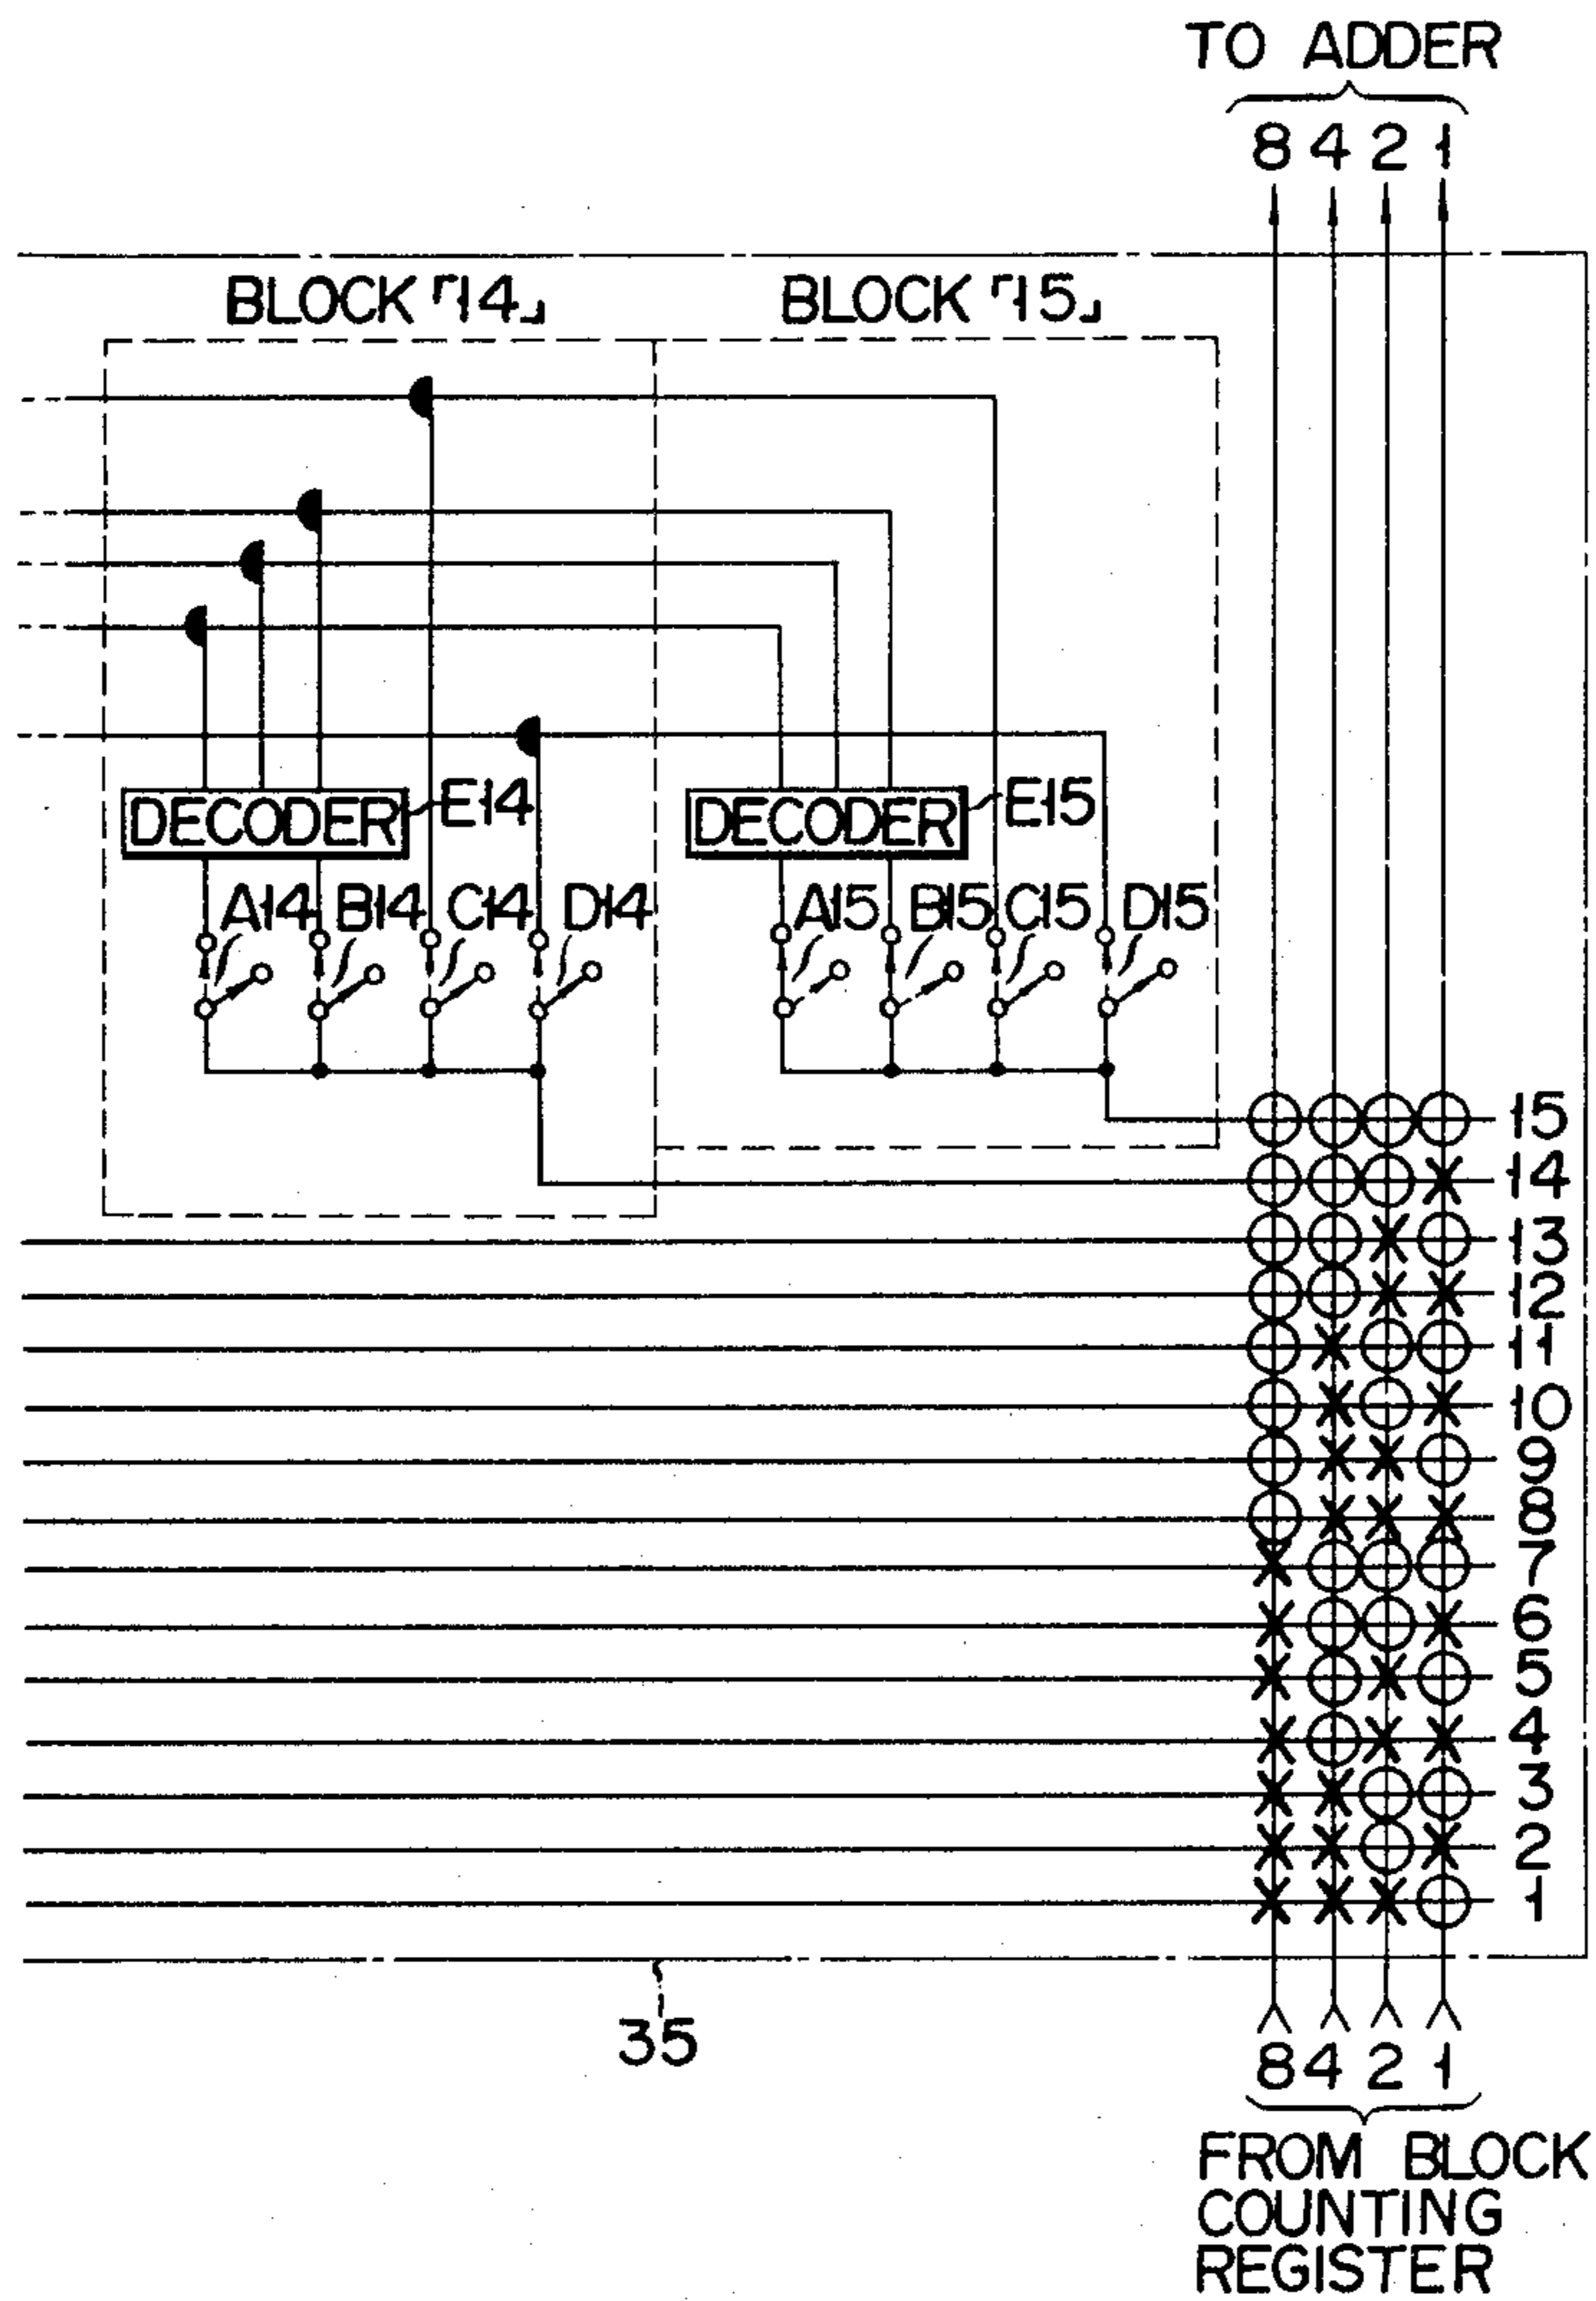 TO ADDER
8 4 2 1
BLOCK「14」
BLOCK「15」
DECODER
E14
DECODER
E15
A14 B14 C14 D14
A15 B15 C15 D15
15
14
13
12
11
10
9
8
7
6
5
4
3
2
1
35
8 4 2 1
FROM BLOCK
COUNTING
REGISTER